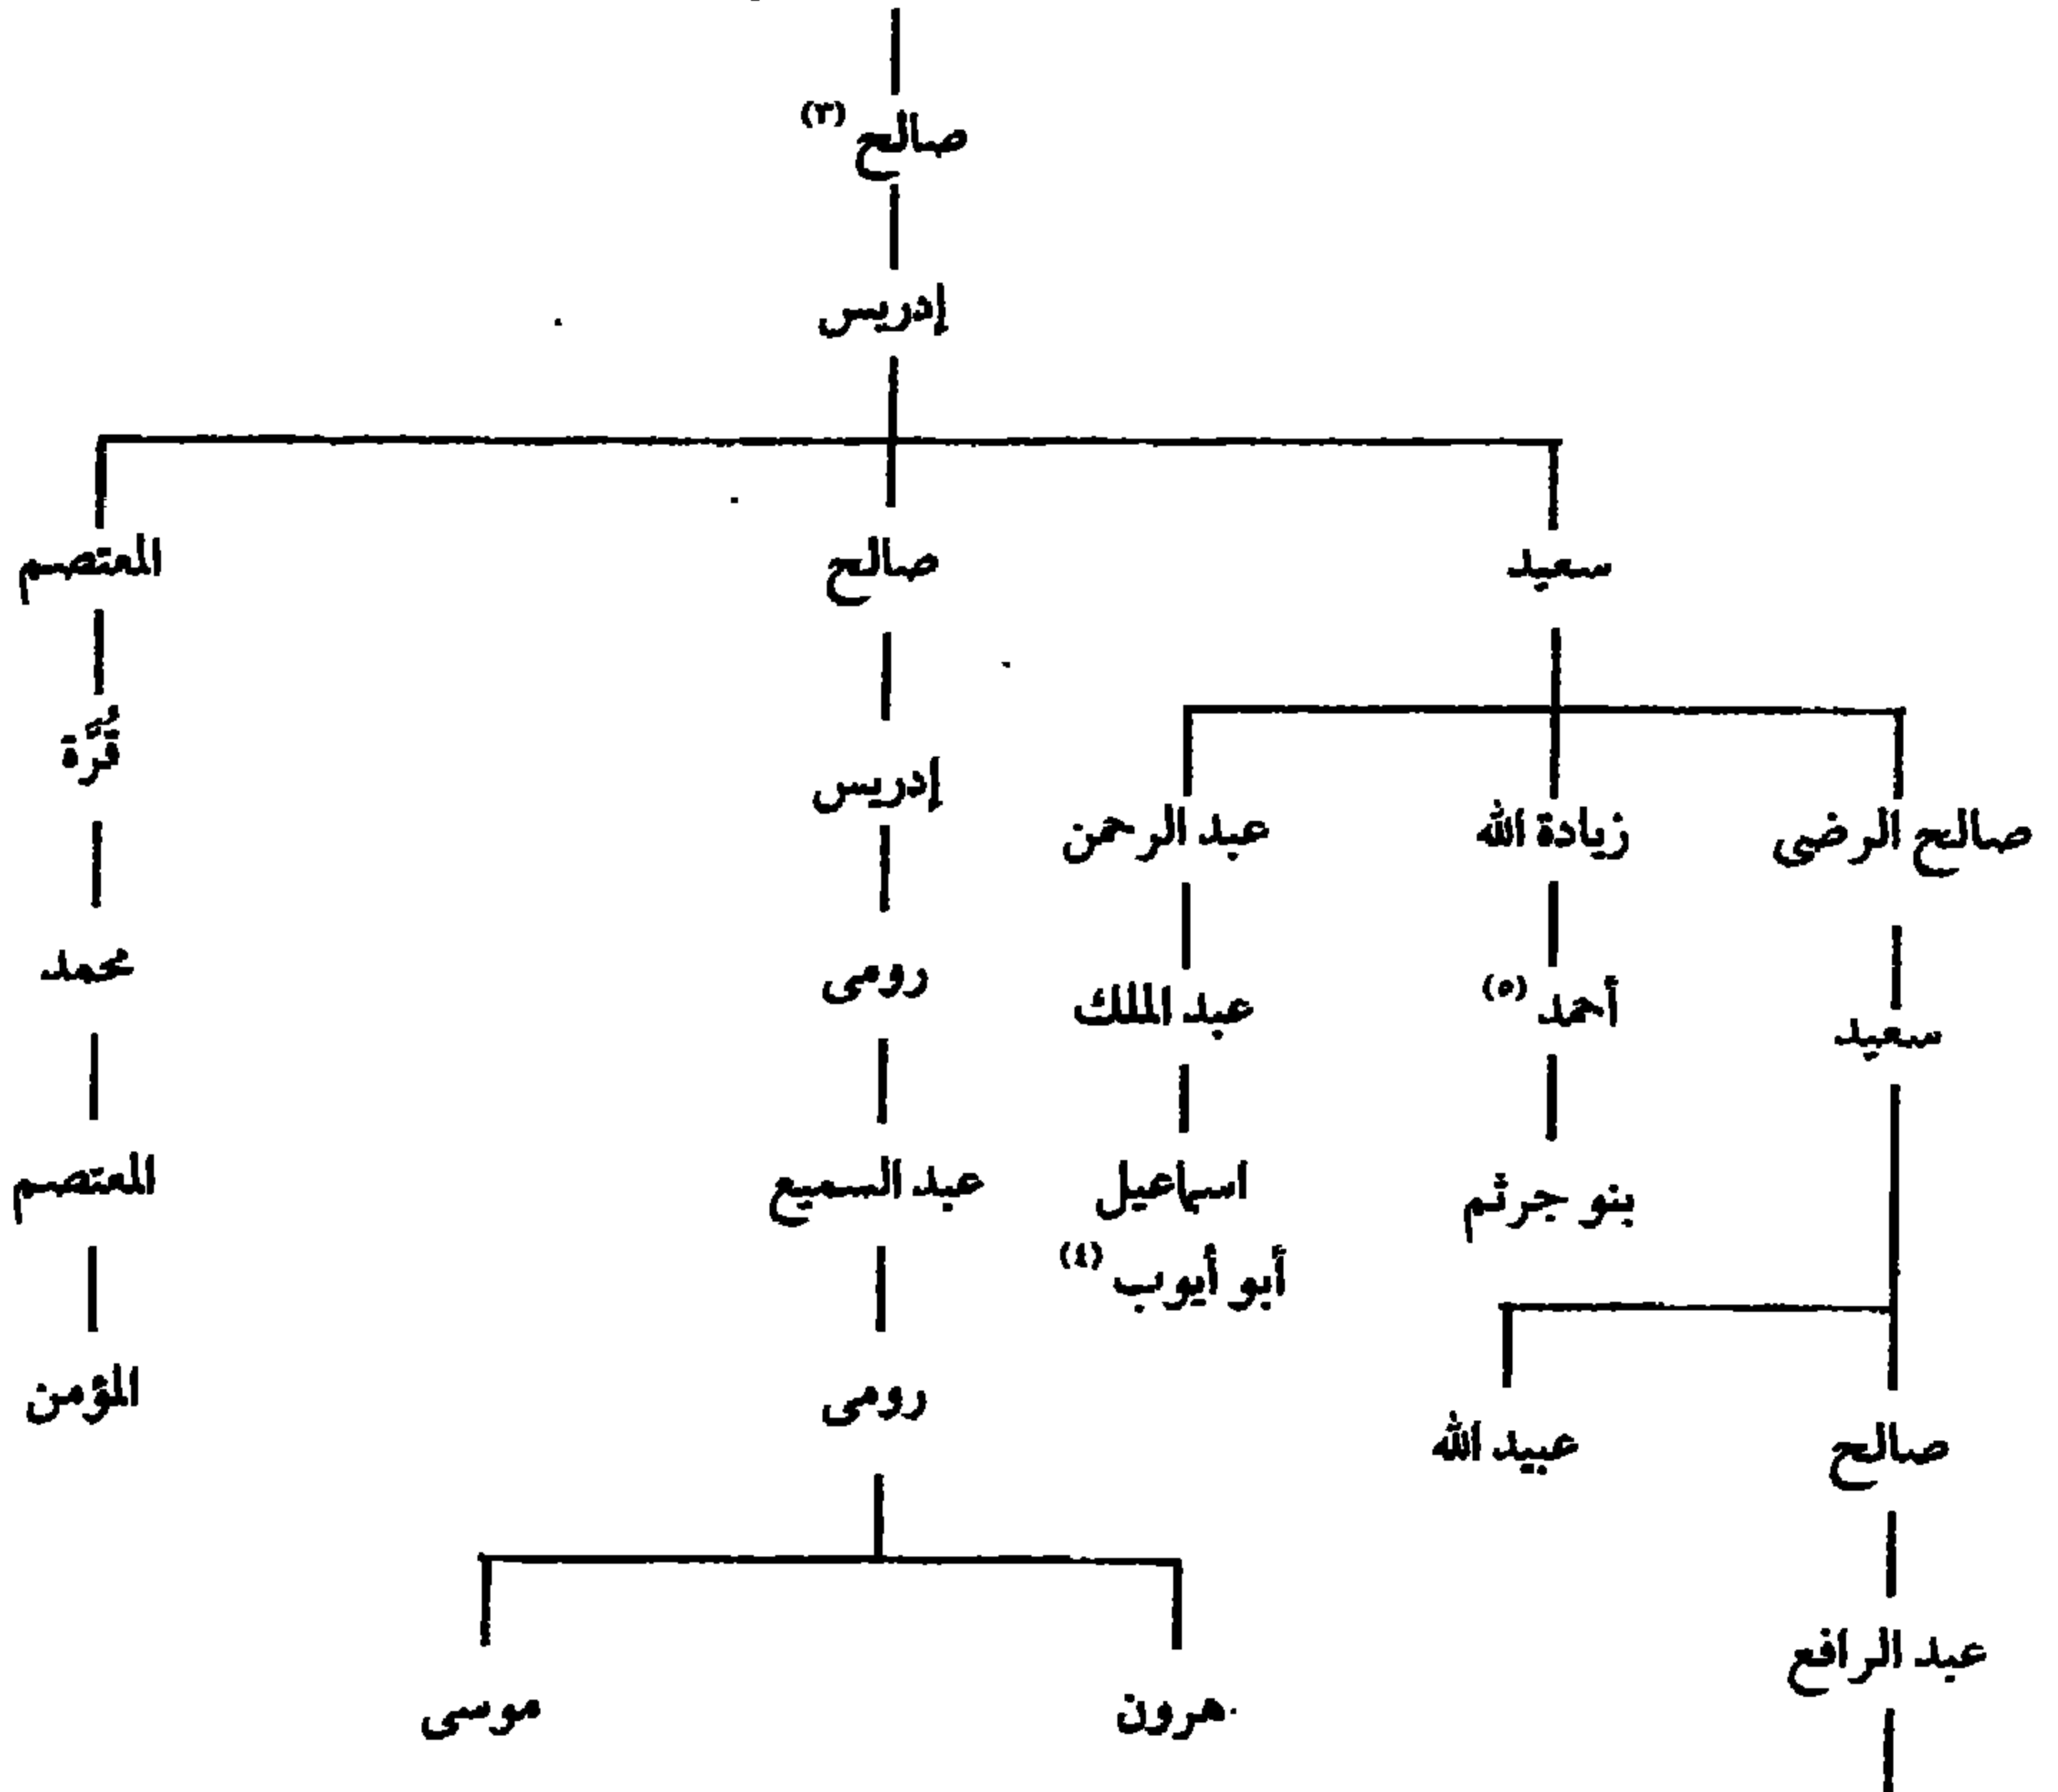 صالح (٣)
إدريس
سعيد
صالح
المعتصم
صالح الرضى
زيادة الله
عبد الرحمن
إدريس
قُرَّة
سعيد
أحمد (٥)
عبد الملك
رومى
محمد
بنو جرثم
اسماعيل
أبو أيوب (٤)
عبد السميع
المعتصم
صالح
عبيد الله
رومى
المؤمن
عبد الرافع
هرون
موسى